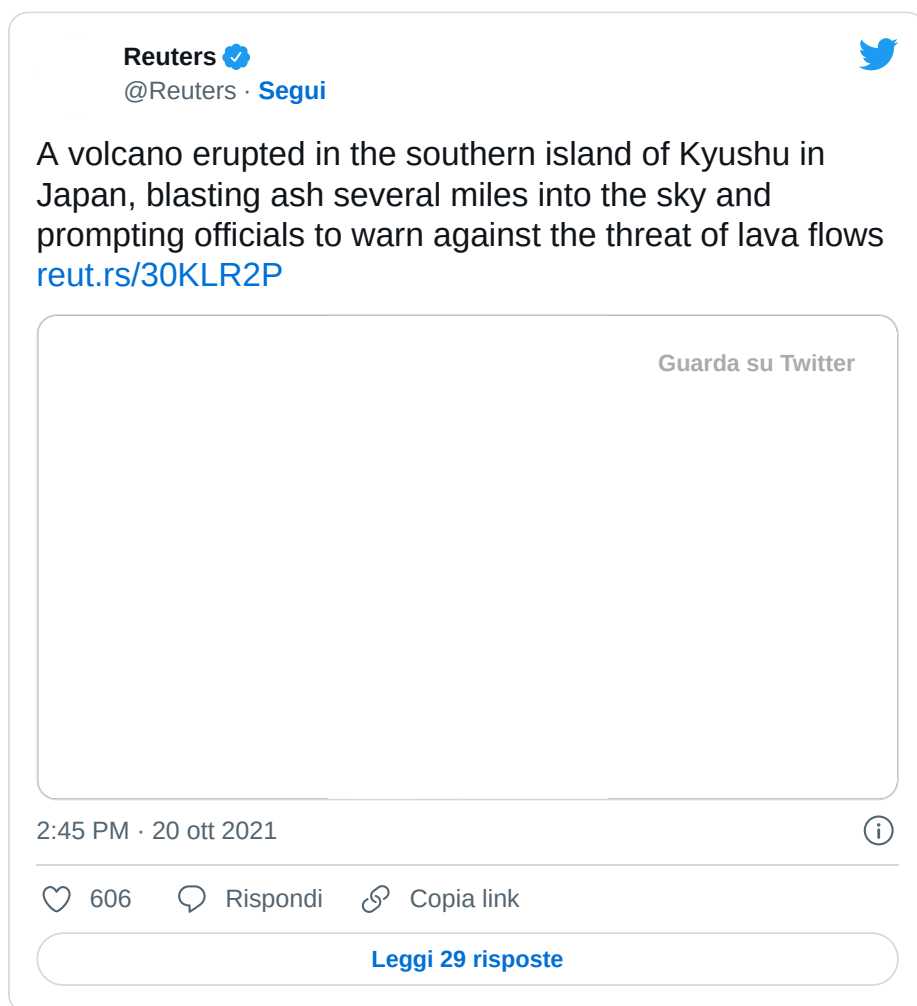 Reuters
@Reuters · Segui
A volcano erupted in the southern island of Kyushu in
Japan, blasting ash several miles into the sky and
prompting officials to warn against the threat of lava flows
reut.rs/30KLR2P
Guarda su Twitter
2:45 PM · 20 ott 2021
606 Rispondi Copia link
Leggi 29 risposte